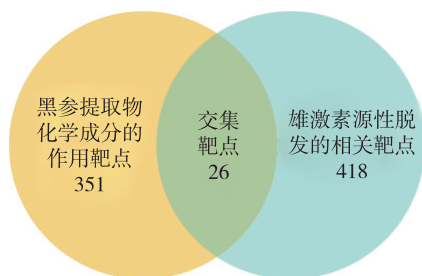 黑参提取物
化学成分的
作用靶点
351
交集
靶点
26
雄激素源性脱
发的相关靶点
418